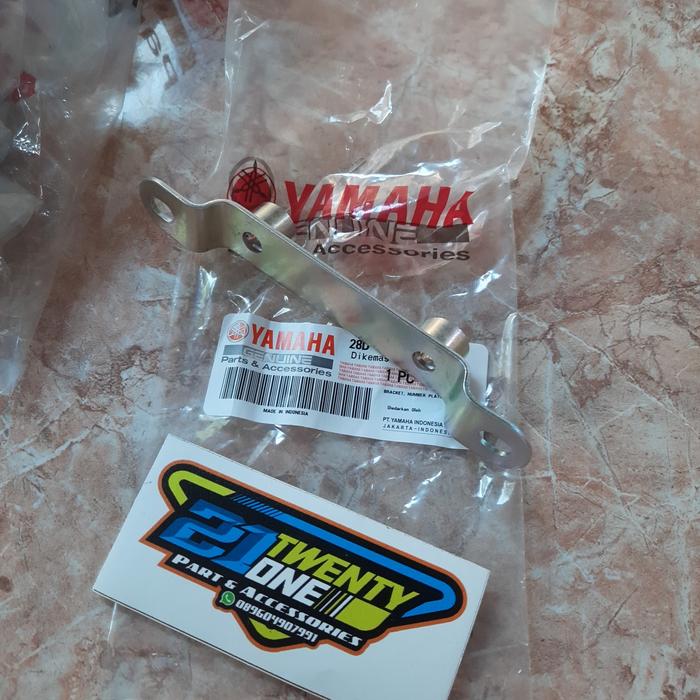 YAMAHA
GENUINE
Accessories
YAMAHA
GENUINE
Parts & Accessories
MADE IN INDONESIA
28D
Dikemas
1 PC
BRACKET, NUMBER PLAT
Diedarkan Oleh
PT YAMAHA INDONESIA
JAKARTA-INDONES
21
TWENTY
ONE
PART & ACCESSORIES
089604907991